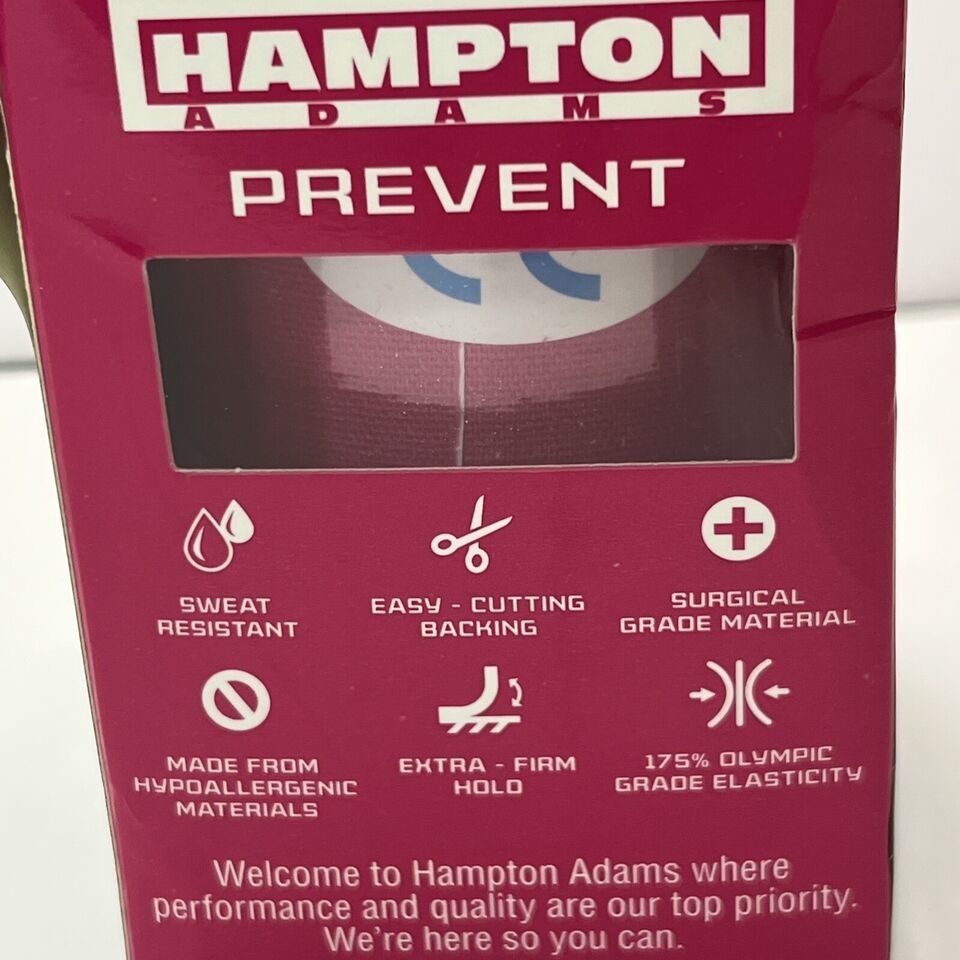 HAMPTON
ADAMS
PREVENT
SWEAT
RESISTANT
EASY - CUTTING
BACKING
SURGICAL
GRADE MATERIAL
MADE FROM
HYPOALLERGENIC
MATERIALS
EXTRA - FIRM
HOLD
175% OLYMPIC
GRADE ELASTICITY
Welcome to Hampton Adams where
performance and quality are our top priority.
We're here so you can.